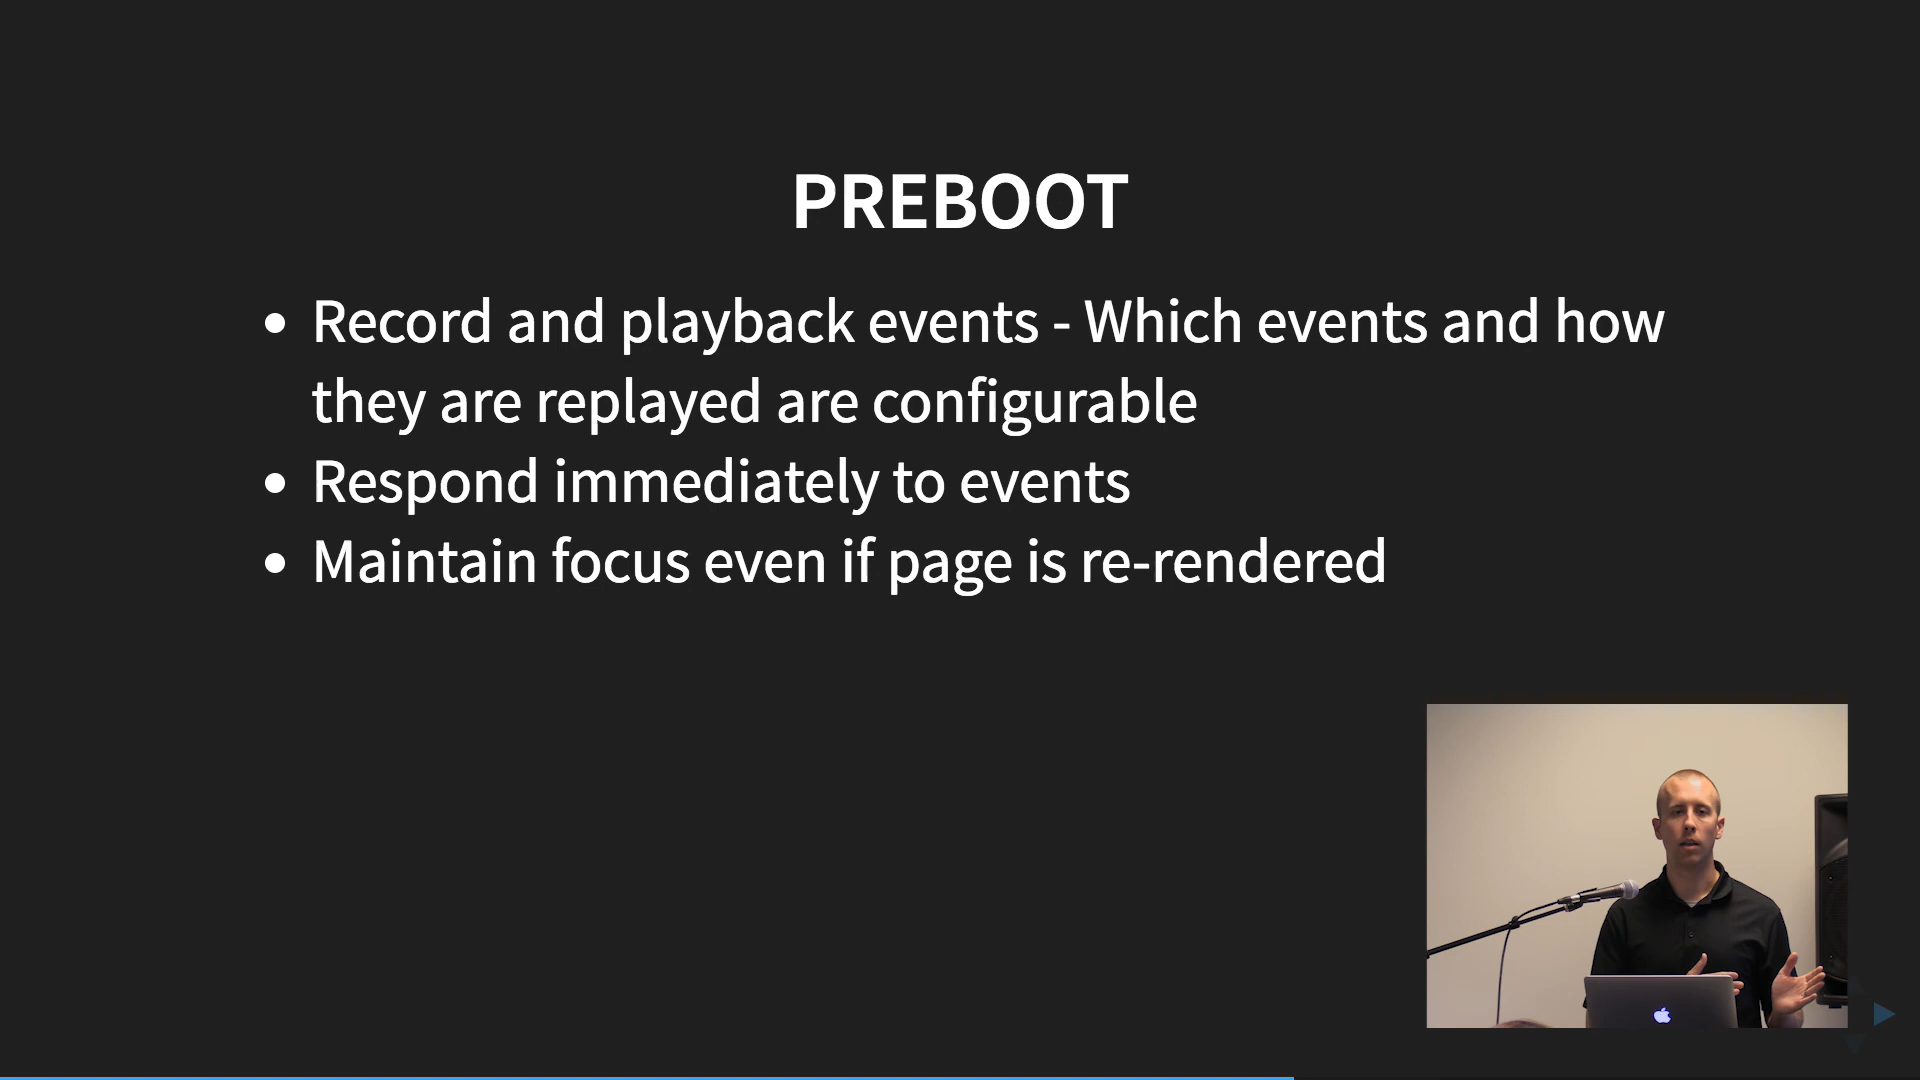 PREBOOT
• Record and playback events - Which events and how
they are replayed are configurable
• Respond immediately to events
• Maintain focus even if page is re-rendered